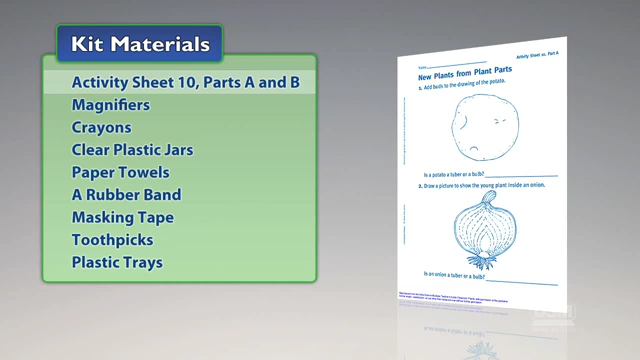 Kit Materials
Activity Sheet 10, Parts A and B
Magnifiers
Crayons
Clear Plastic Jars
Paper Towels
A Rubber Band
Masking Tape
Toothpicks
Plastic Trays
Name
Activity Sheet 10, Part A
New Plants from Plant Parts
1. Add buds to the drawing of the potato.
Is a potato a tuber or a bulb?
2. Draw a picture to show the young plant inside an onion.
Is an onion a tuber or a bulb?